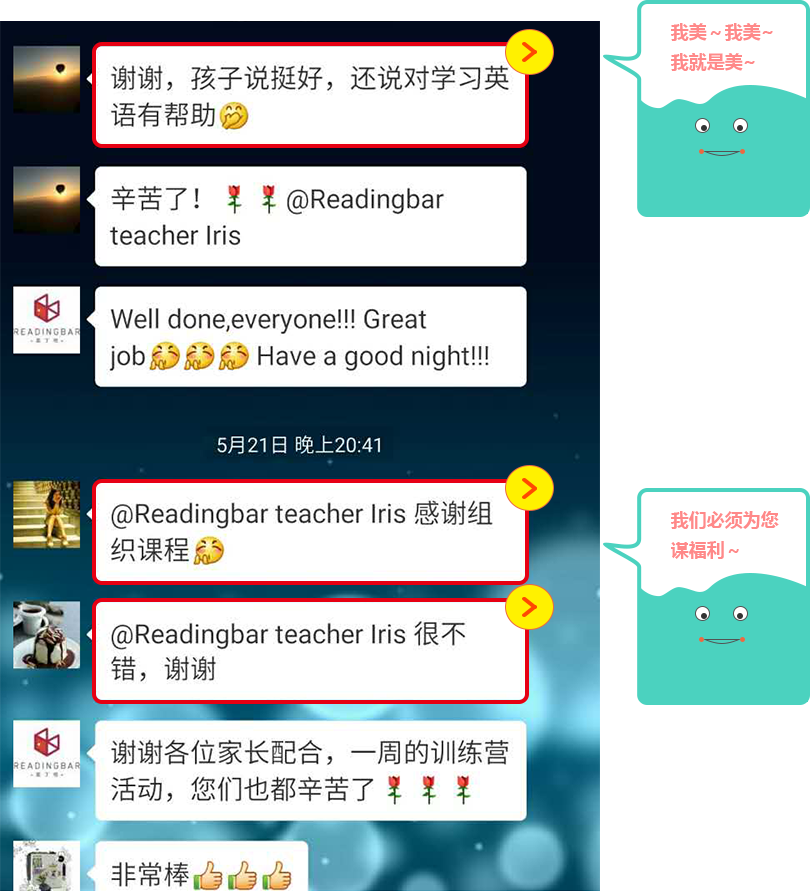 我美~我美~
我就是美~
谢谢，孩子说挺好，还说对学习英
语有帮助
辛苦了！@Readingbar
teacher Iris
READINGBAR
Well done,everyone!!! Great
job Have a good night!!!
5月21日 晚上20:41
@Readingbar teacher Iris 感谢组
织课程
我们必须为您
谋福利~
@Readingbar teacher Iris 很不
错，谢谢
READINGBAR
谢谢各位家长配合，一周的训练营
活动，您们也都辛苦了
非常棒